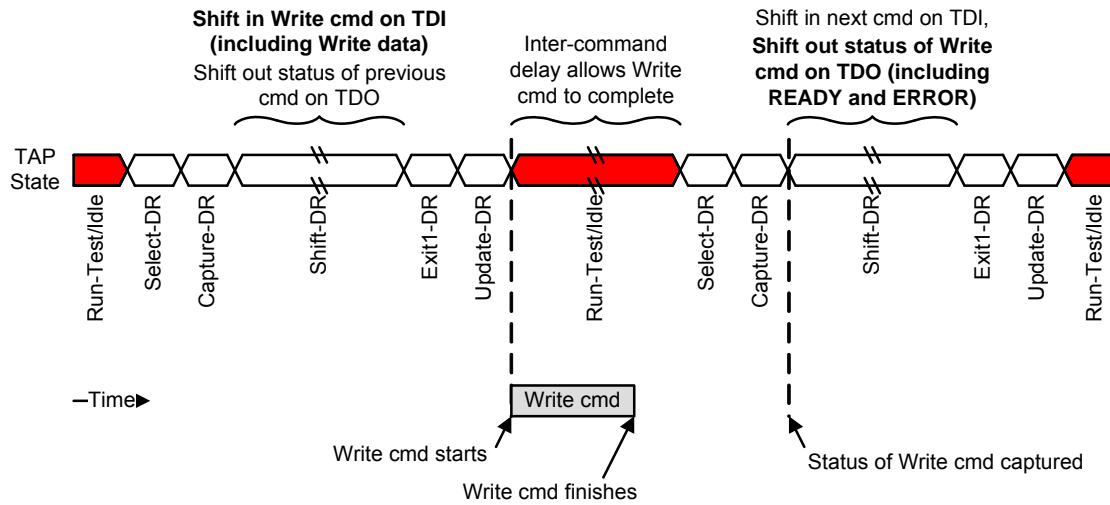 Shift in Write cmd on TDI
(including Write data)
Shift out status of previous
cmd on TDO
Inter-command
delay allows Write
cmd to complete
Shift in next cmd on TDI,
Shift out status of Write
cmd on TDO (including
READY and ERROR)
TAP
State
Run-Test/Idle
Select-DR
Capture-DR
Shift-DR
Exit1-DR
Update-DR
Run-Test/Idle
Select-DR
Capture-DR
Shift-DR
Exit1-DR
Update-DR
Run-Test/Idle
Time
Write cmd
Write cmd starts
Status of Write cmd captured
Write cmd finishes